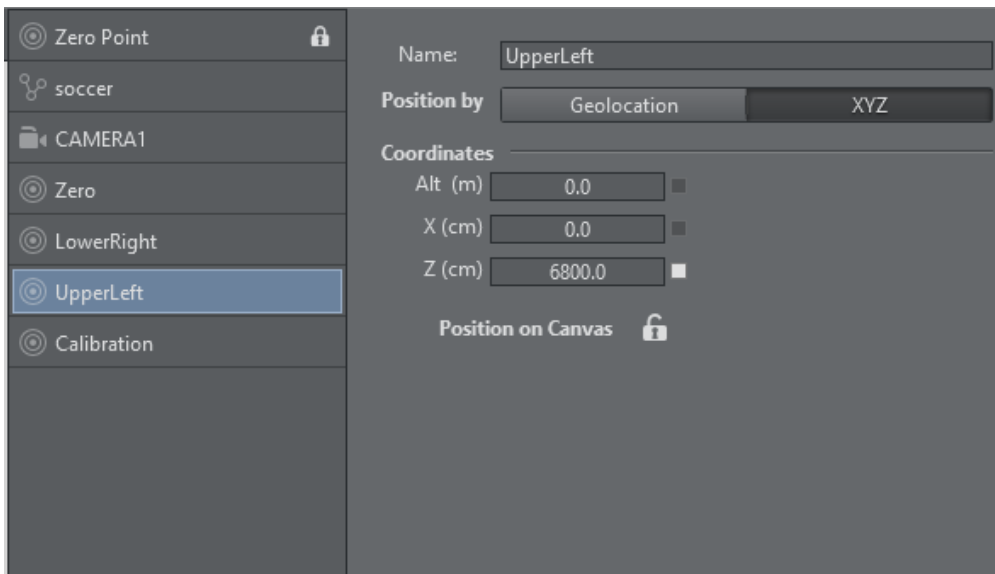 Zero Point
soccer
CAMERA1
Zero
LowerRight
UpperLeft
Calibration
Name: UpperLeft
Position by Geolocation XYZ
Coordinates
Alt (m) 0.0
X (cm) 0.0
Z (cm) 6800.0
Position on Canvas